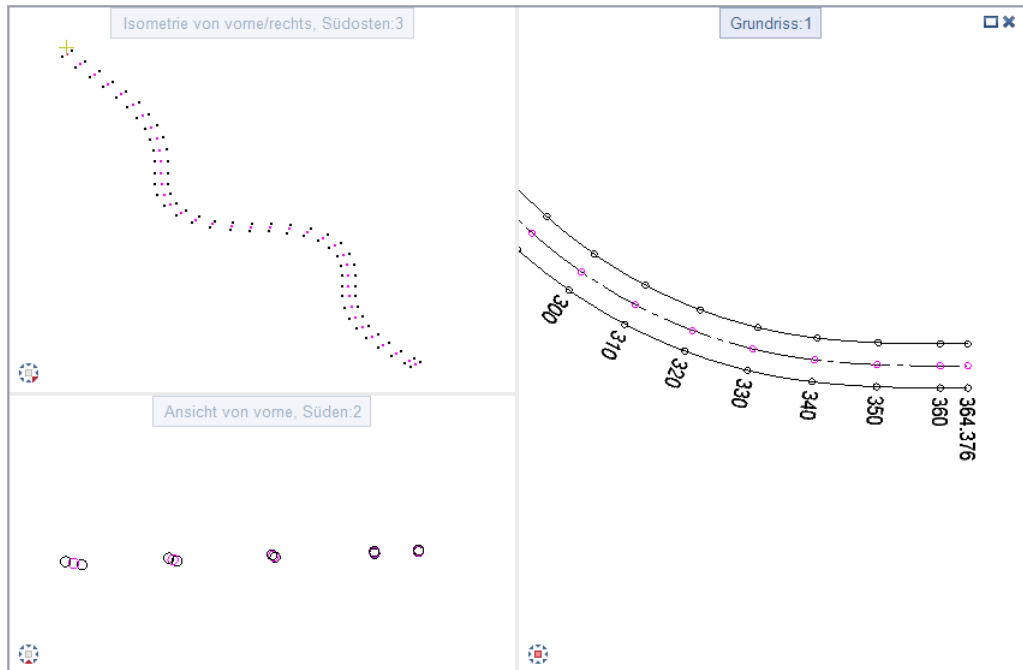 Isometrie von vorne/rechts, Südosten:3
Grundriss:1
Ansicht von vorne, Süden:2
300
310
320
330
340
350
360
364.376